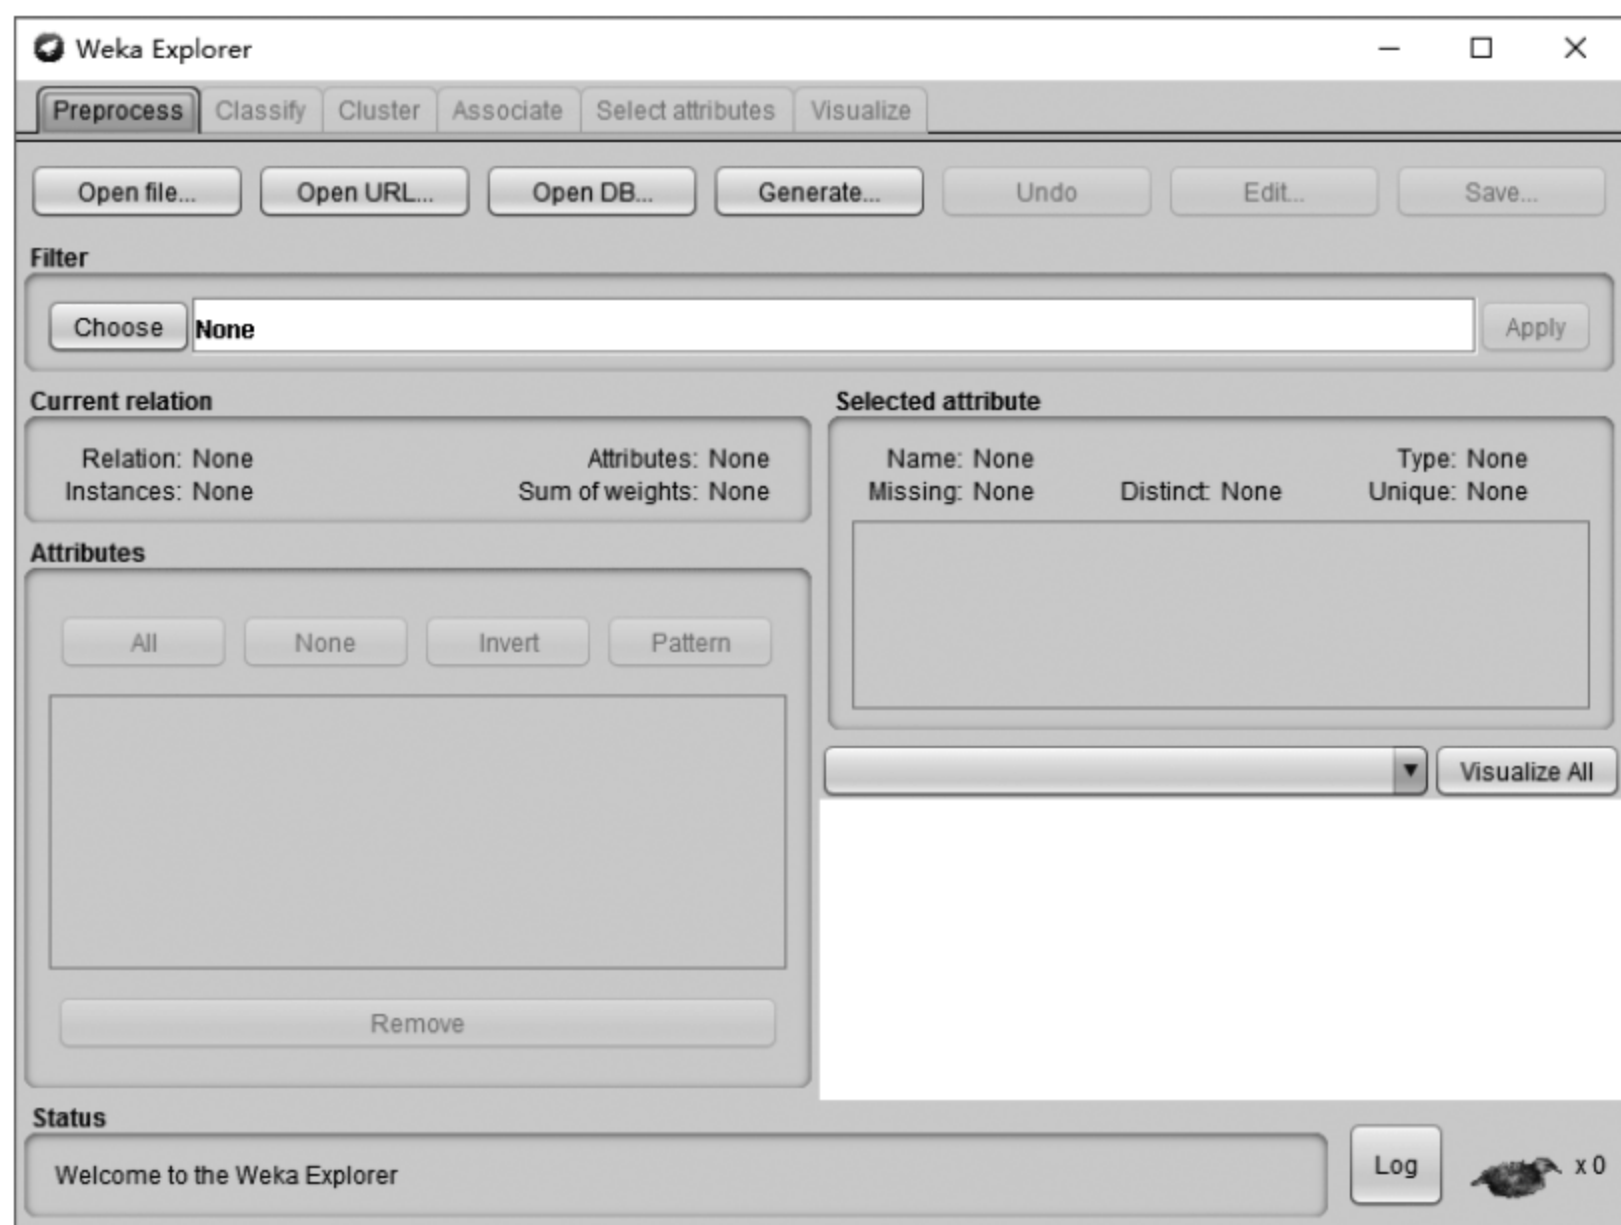 Weka Explorer
Preprocess Classify Cluster Associate Select attributes Visualize
Open file... Open URL... Open DB... Generate... Undo Edit... Save...
Filter
Choose None Apply
Current relation
Relation: None Attributes: None
Instances: None Sum of weights: None
Selected attribute
Name: None Type: None
Missing: None Distinct: None Unique: None
Attributes
All None Invert Pattern
Remove
Visualize All
Status
Welcome to the Weka Explorer
Log x 0